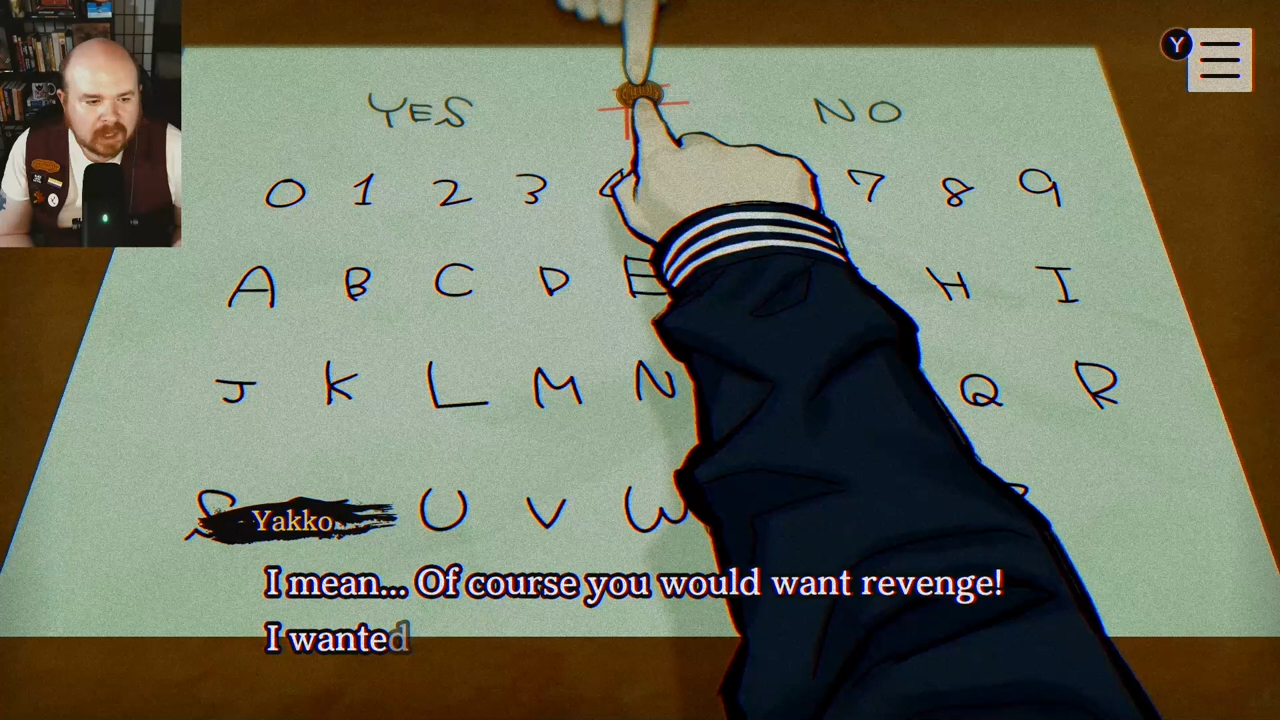 Y
YES NO
0 1 2 3 7 8 9
A B C D E H I
J K L M N Q R
S U V W
Yakko
I mean... Of course you would want revenge!
I wanted